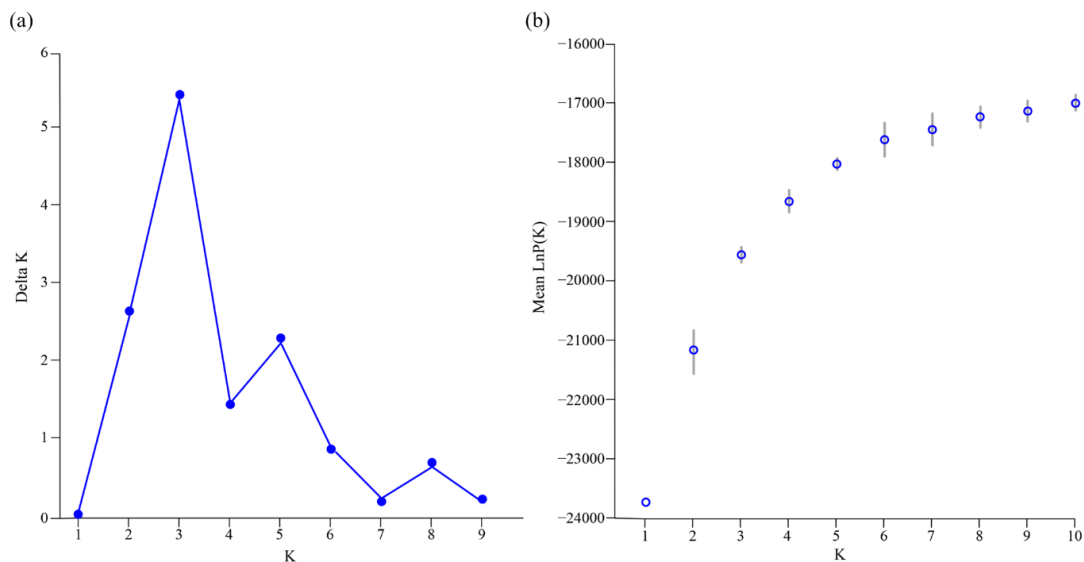 (a)
6
5
4
3
2
1
0
1 2 3 4 5 6 7 8 9
K
Delta K
(b)
−16000
−17000
−18000
−19000
−20000
−21000
−22000
−23000
−24000
1 2 3 4 5 6 7 8 9 10
K
Mean LnP(K)